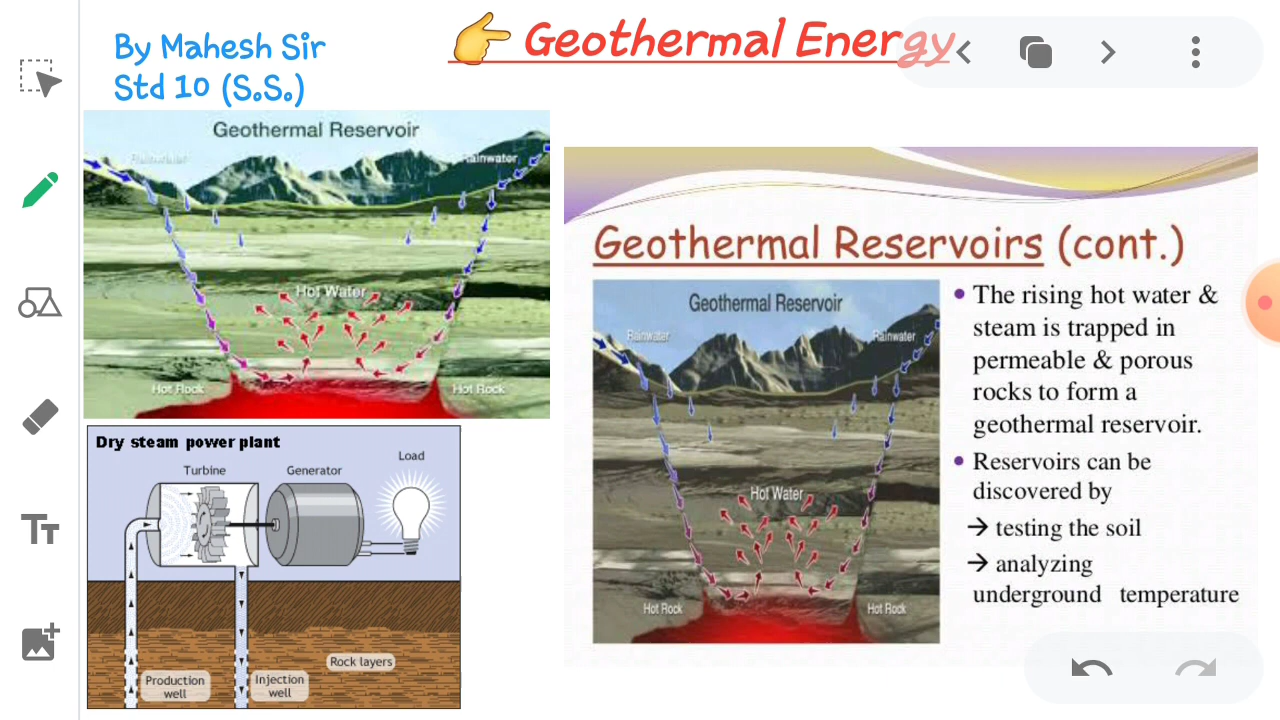 By Mahesh Sir
Std 10 (S.S.)
Geothermal Energy
Geothermal Reservoir
Rainwater
Rainwater
Hot Water
Hot Rock
Hot Rock
Dry steam power plant
Turbine
Generator
Load
Production
well
Injection
well
Rock layers
Geothermal Reservoirs (cont.)
Geothermal Reservoir
Rainwater
Rainwater
Hot Water
Hot Rock
Hot Rock
The rising hot water &
steam is trapped in
permeable & porous
rocks to form a
geothermal reservoir.
Reservoirs can be
discovered by
→ testing the soil
→ analyzing
underground temperature
TT